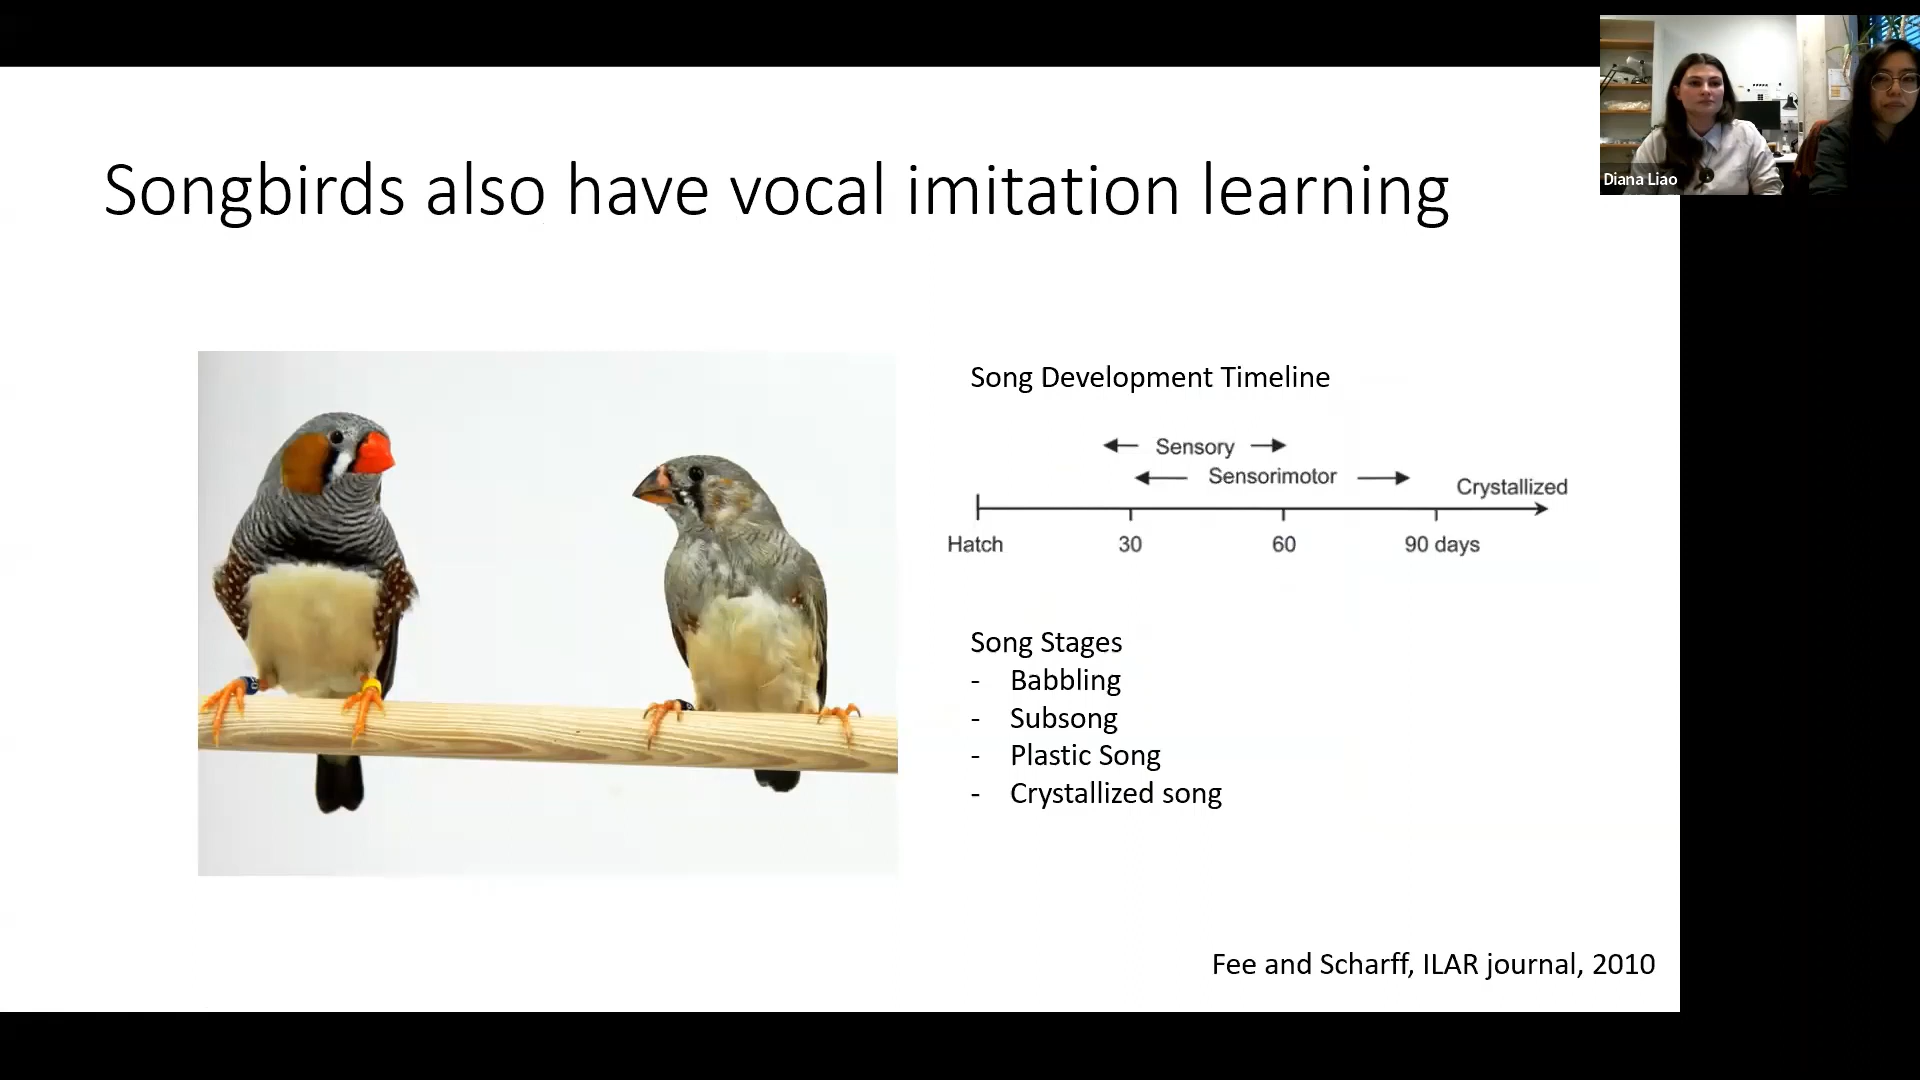 Diana Liao
Songbirds also have vocal imitation learning
Song Development Timeline
Sensory
Sensorimotor
Crystallized
Hatch 30 60 90 days
Song Stages
- Babbling
- Subsong
- Plastic Song
- Crystallized song
Fee and Scharff, ILAR journal, 2010